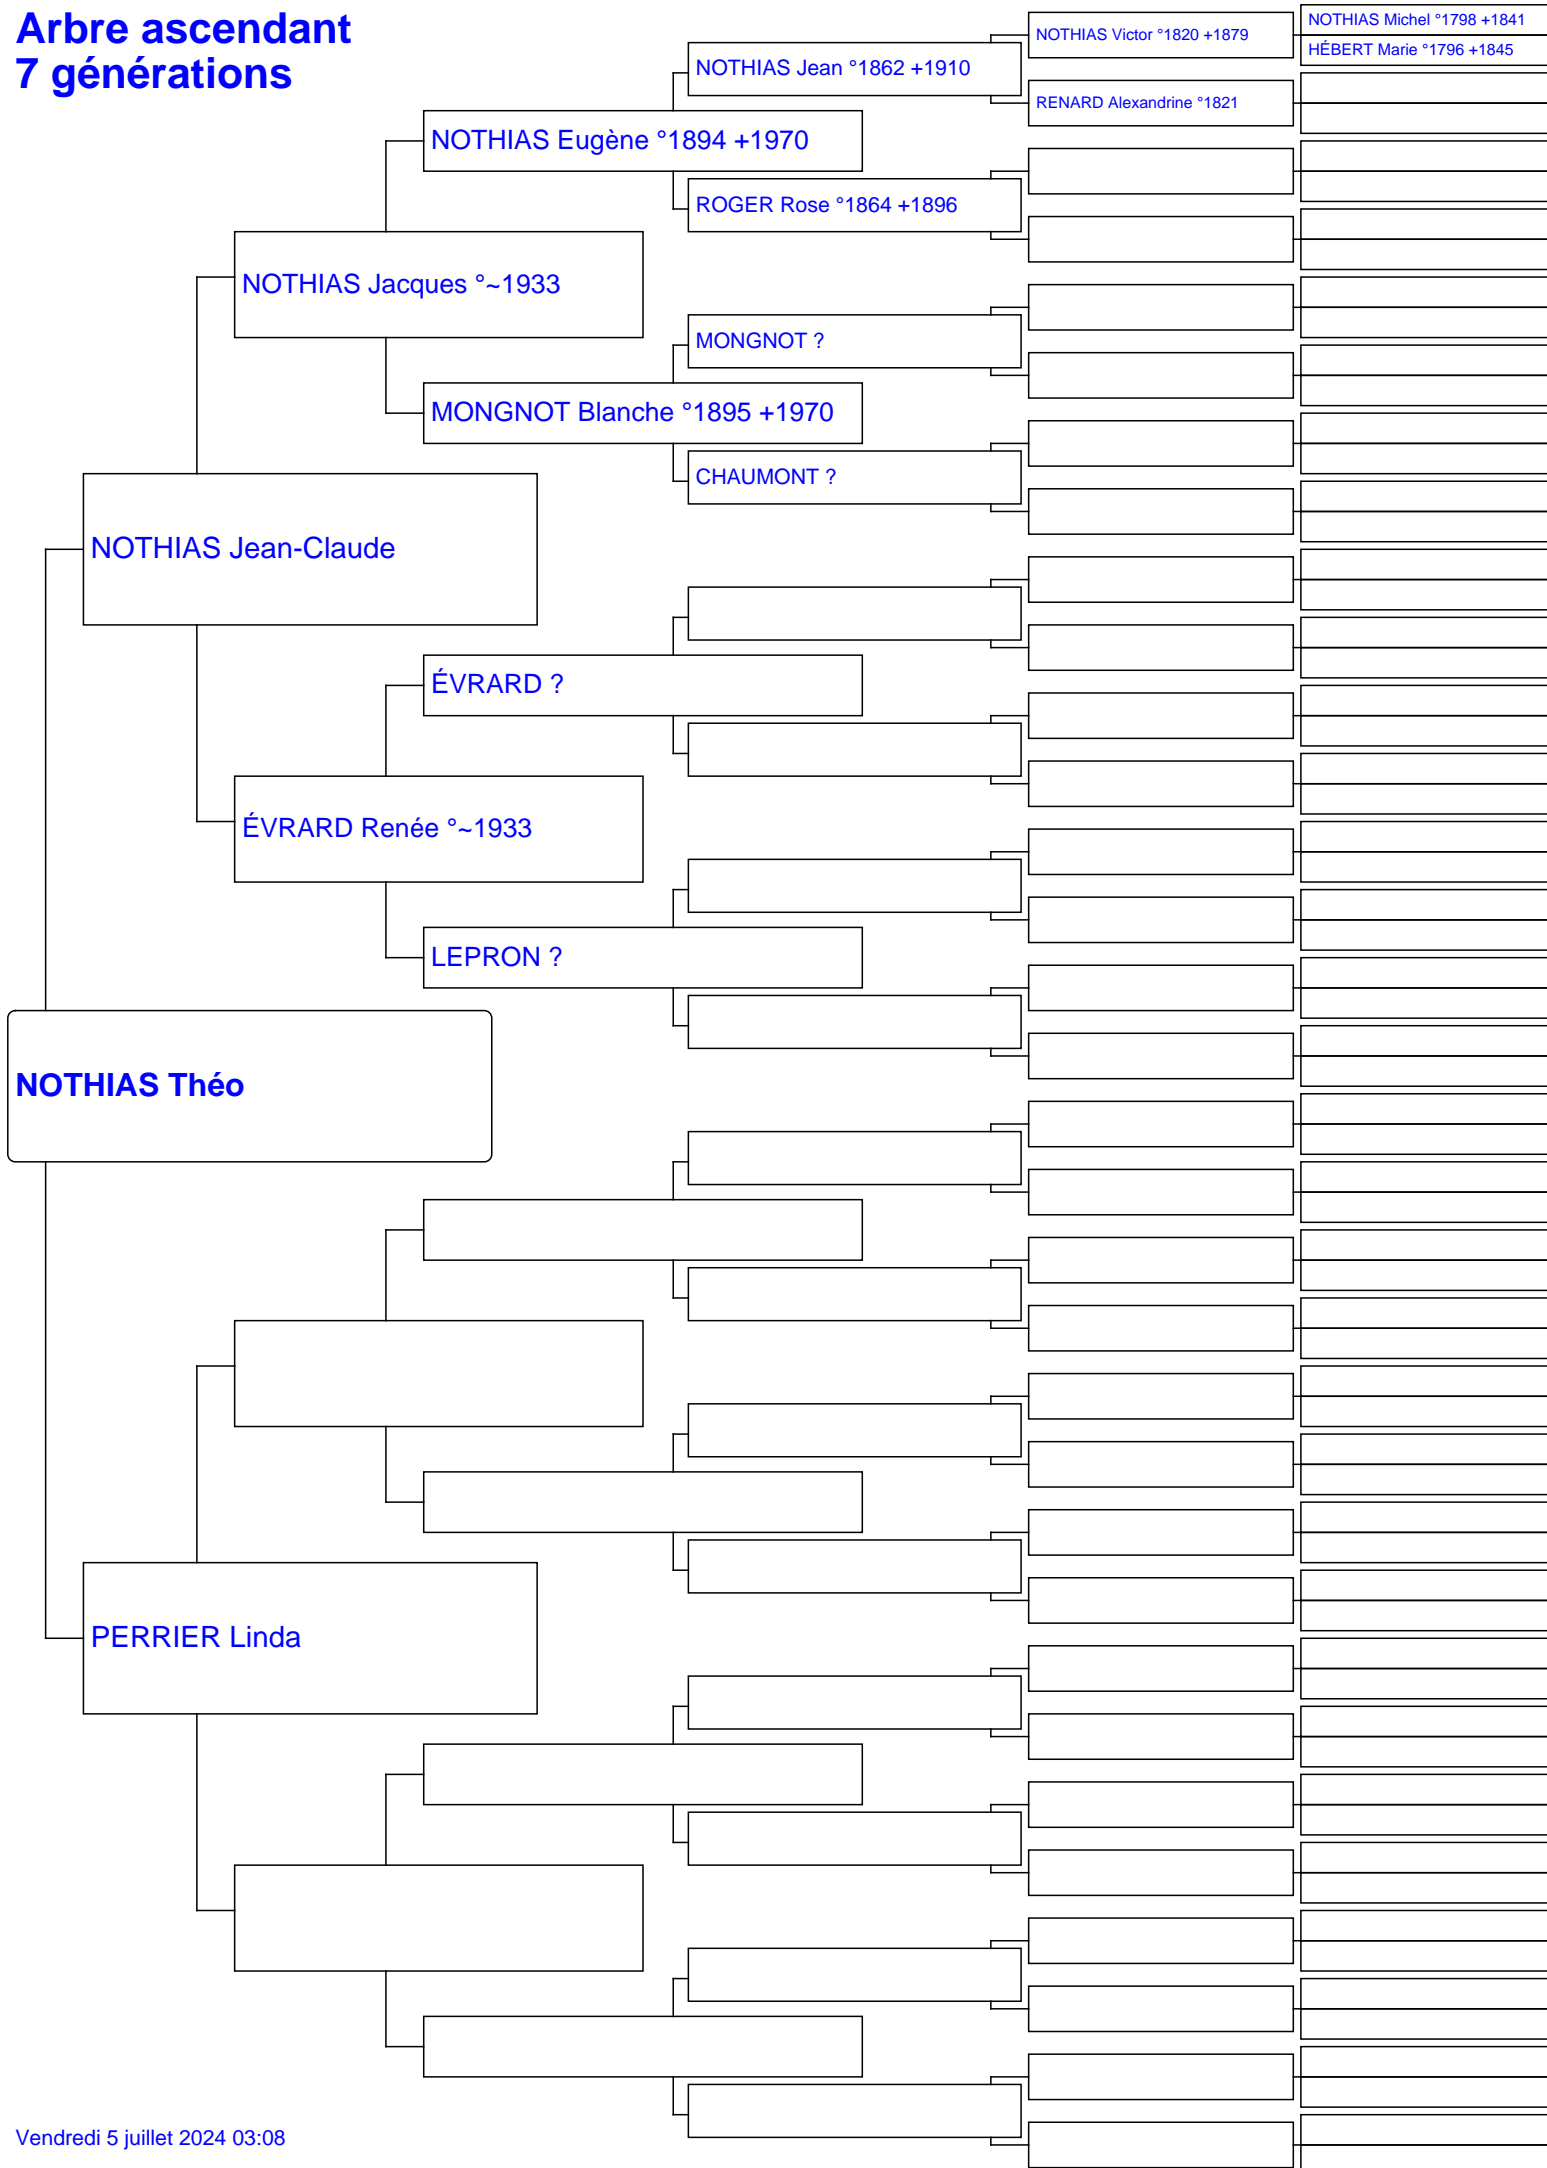 Arbre ascendant
7 générations
NOTHIAS Michel °1798 +1841
NOTHIAS Victor °1820 +1879
HÉBERT Marie °1796 +1845
NOTHIAS Jean °1862 +1910
RENARD Alexandrine °1821
NOTHIAS Eugène °1894 +1970
ROGER Rose °1864 +1896
NOTHIAS Jacques °~1933
MONGNOT ?
MONGNOT Blanche °1895 +1970
CHAUMONT ?
NOTHIAS Jean-Claude
ÉVRARD ?
ÉVRARD Renée °~1933
LEPRON ?
NOTHIAS Théo
PERRIER Linda
Vendredi 5 juillet 2024 03:08